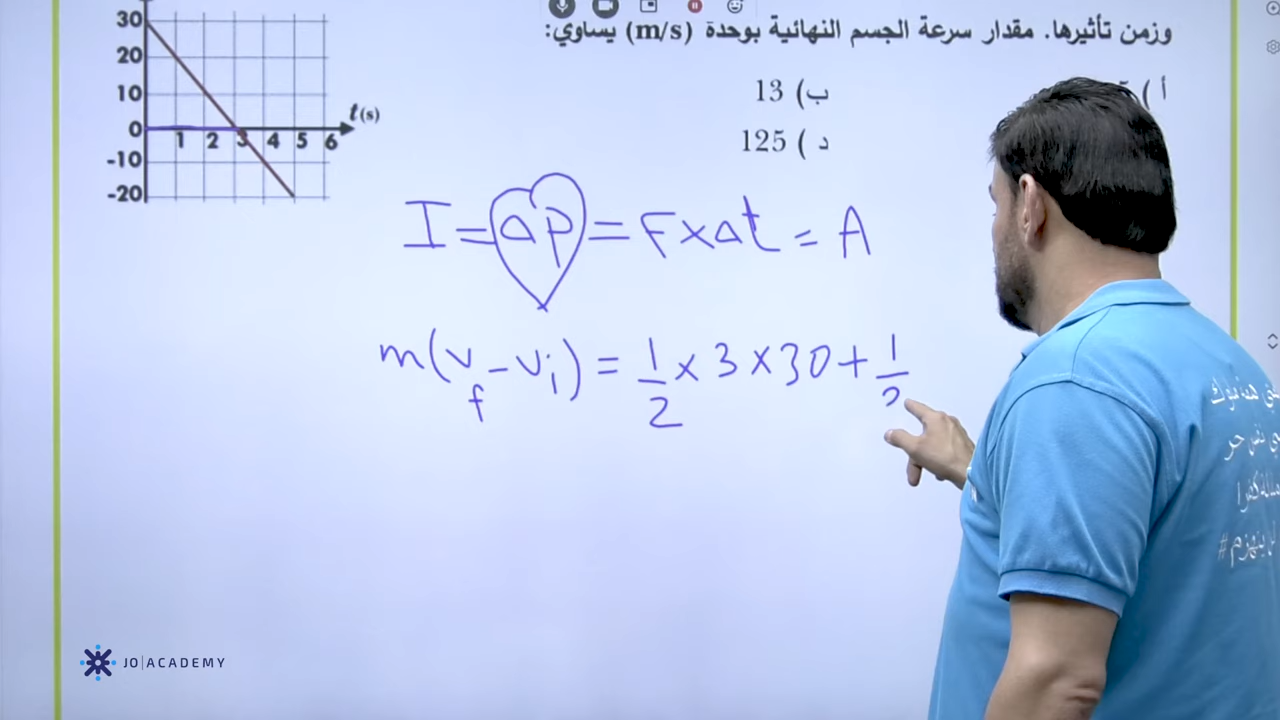 وزمن تأثيرها. مقدار سرعة الجسم النهائية بوحدة (m/s) يساوي:
أ )
ب) 13
د ) 125
30
20
10
0
-10
-20
1 2 3 4 5 6
t(s)
I = ΔP = F x Δt = A
m(vf - vi) = 1/2 x 3 x 30 + 1/2
JO|ACADEMY